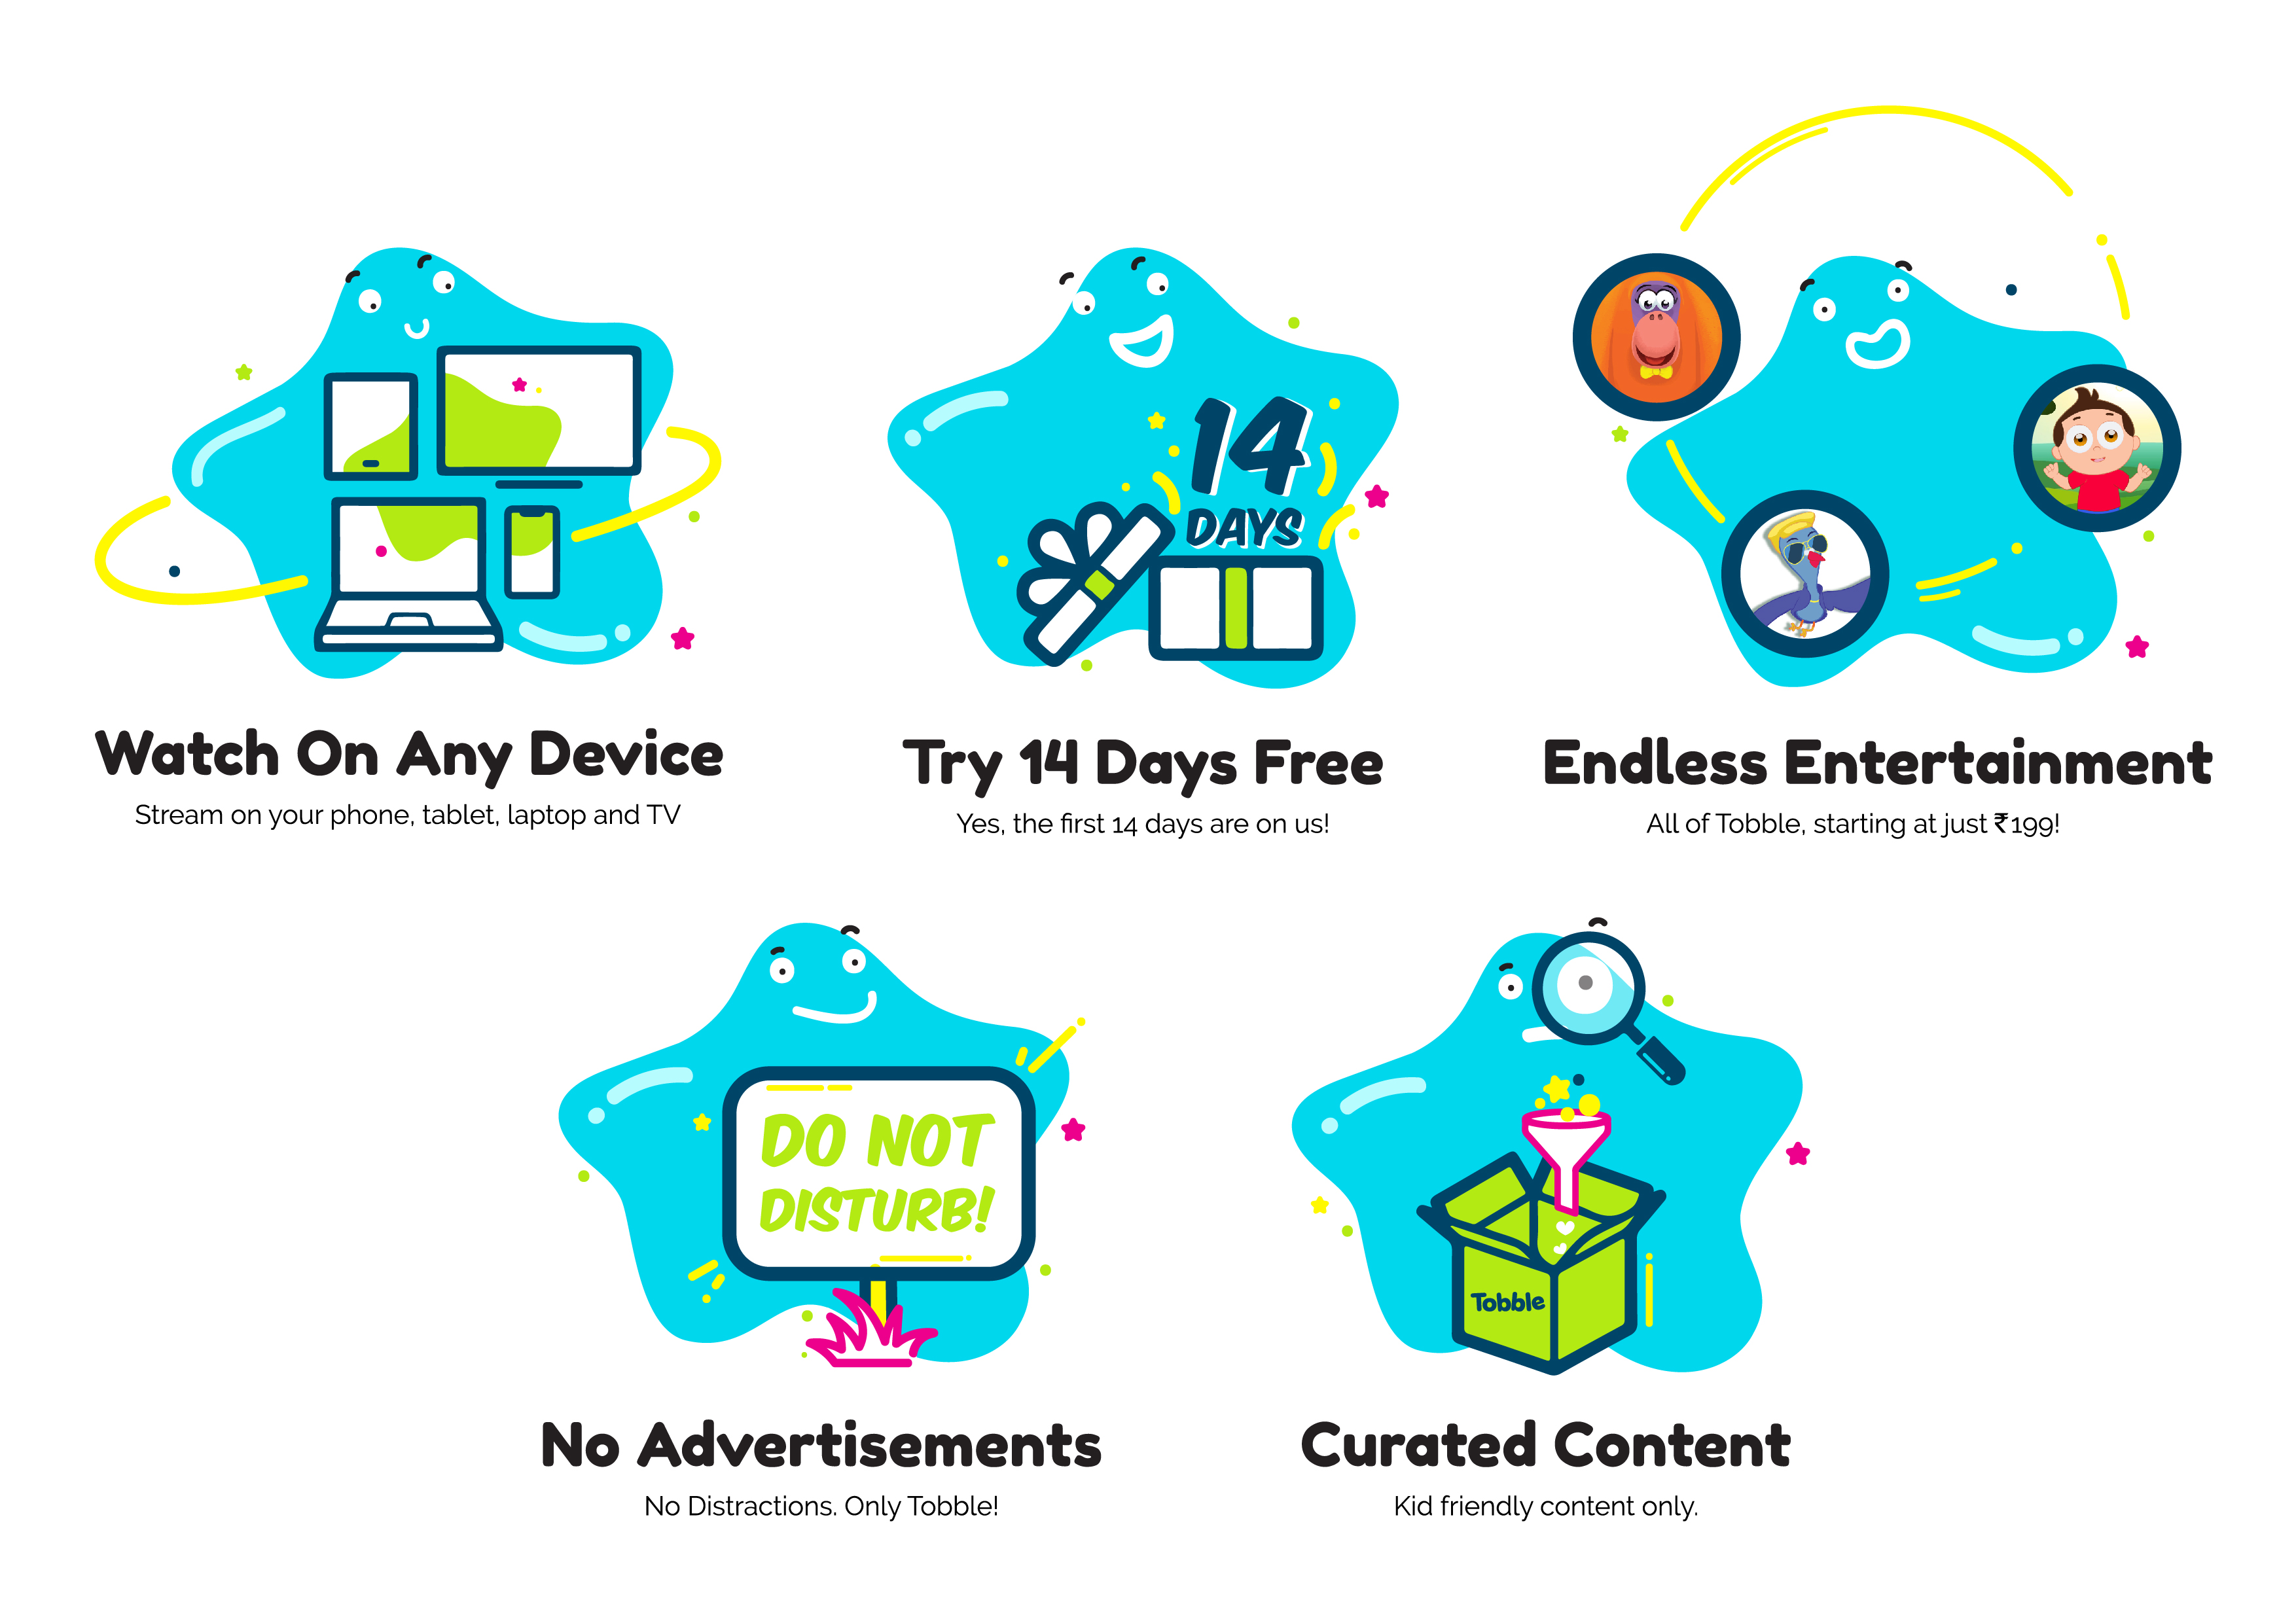 14
DAYS
Watch On Any Device
Stream on your phone, tablet, laptop and TV
Try 14 Days Free
Yes, the first 14 days are on us!
Endless Entertainment
All of Tobble, starting at just ₹199!
DO NOT
DISTURB!
No Advertisements
No Distractions. Only Tobble!
Tobble
Curated Content
Kid friendly content only.